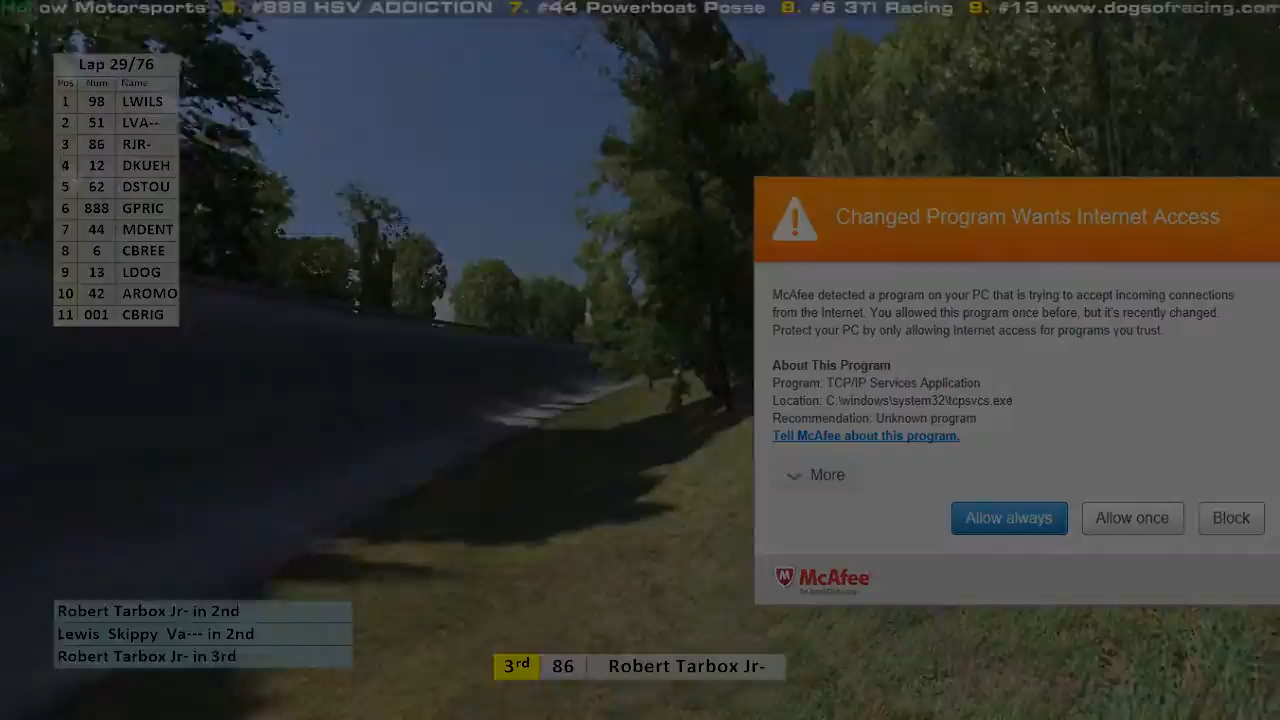 Motorsports 6. #888 HSV ADDICTION 7. #44 Powerboat Posse 8. #6 3TI Racing 9. #13 www.dogsofracing.com
Lap 29/76
Pos Num Name
1 98 LWILS
2 51 LVA--
3 86 RJR-
4 12 DKUEH
5 62 DSTOU
6 888 GPRIC
7 44 MDENT
8 6 CBREE
9 13 LDOG
10 42 AROMO
11 001 CBRIG
Changed Program Wants Internet Access
McAfee detected a program on your PC that is trying to accept incoming connections
from the Internet. You allowed this program once before, but it's recently changed.
Protect your PC by only allowing Internet access for programs you trust.
About This Program
Program: TCP/IP Services Application
Location: C:\windows\system32\tcpsvcs.exe
Recommendation: Unknown program
Tell McAfee about this program.
More
Allow always Allow once Block
McAfee
Robert Tarbox Jr- in 2nd
Lewis Skippy Va--- in 2nd
Robert Tarbox Jr- in 3rd
3rd 86 Robert Tarbox Jr-